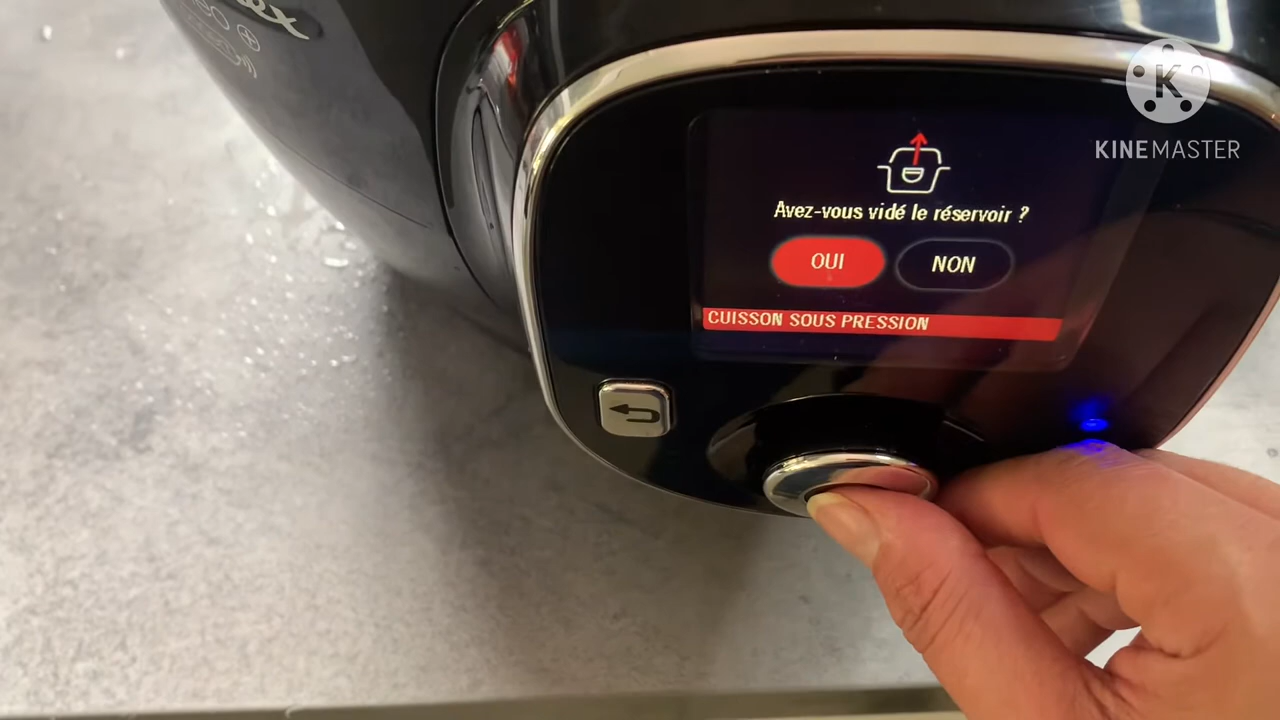 KINEMASTER
Avez-vous vidé le réservoir ?
OUI
NON
CUISSON SOUS PRESSION